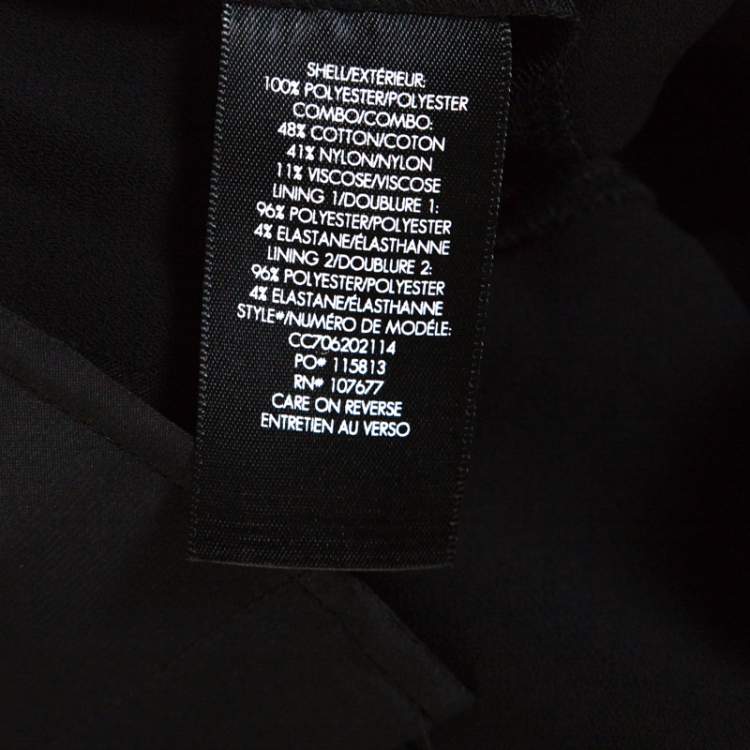 SHELL/EXTÉRIEUR:
100% POLYESTER/POLYESTER
COMBO/COMBO:
48% COTTON/COTON
41% NYLON/NYLON
11% VISCOSE/VISCOSE
LINING 1/DOUBLURE 1:
96% POLYESTER/POLYESTER
4% ELASTANE/ÉLASTHANNE
LINING 2/DOUBLURE 2:
96% POLYESTER/POLYESTER
4% ELASTANE/ÉLASTHANNE
STYLE#/NUMÉRO DE MODÉLE:
CC706202114
PO# 115813
RN# 107677
CARE ON REVERSE
ENTRETIEN AU VERSO